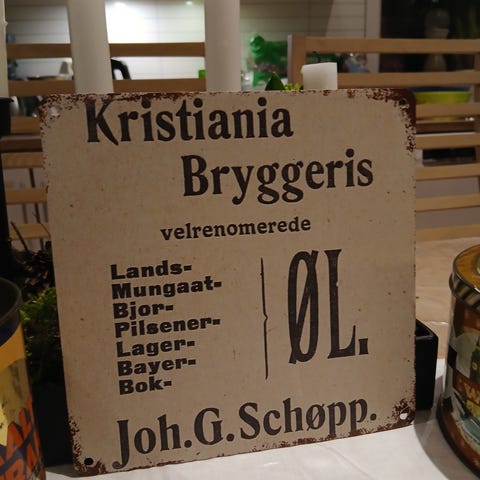 Kristiania
Bryggeris
velrenomerede
Lands-
Mungaat-
Bjor-
Pilsener-
Lager-
Bayer-
Bok-
ØL.
Joh. G. Schøpp.